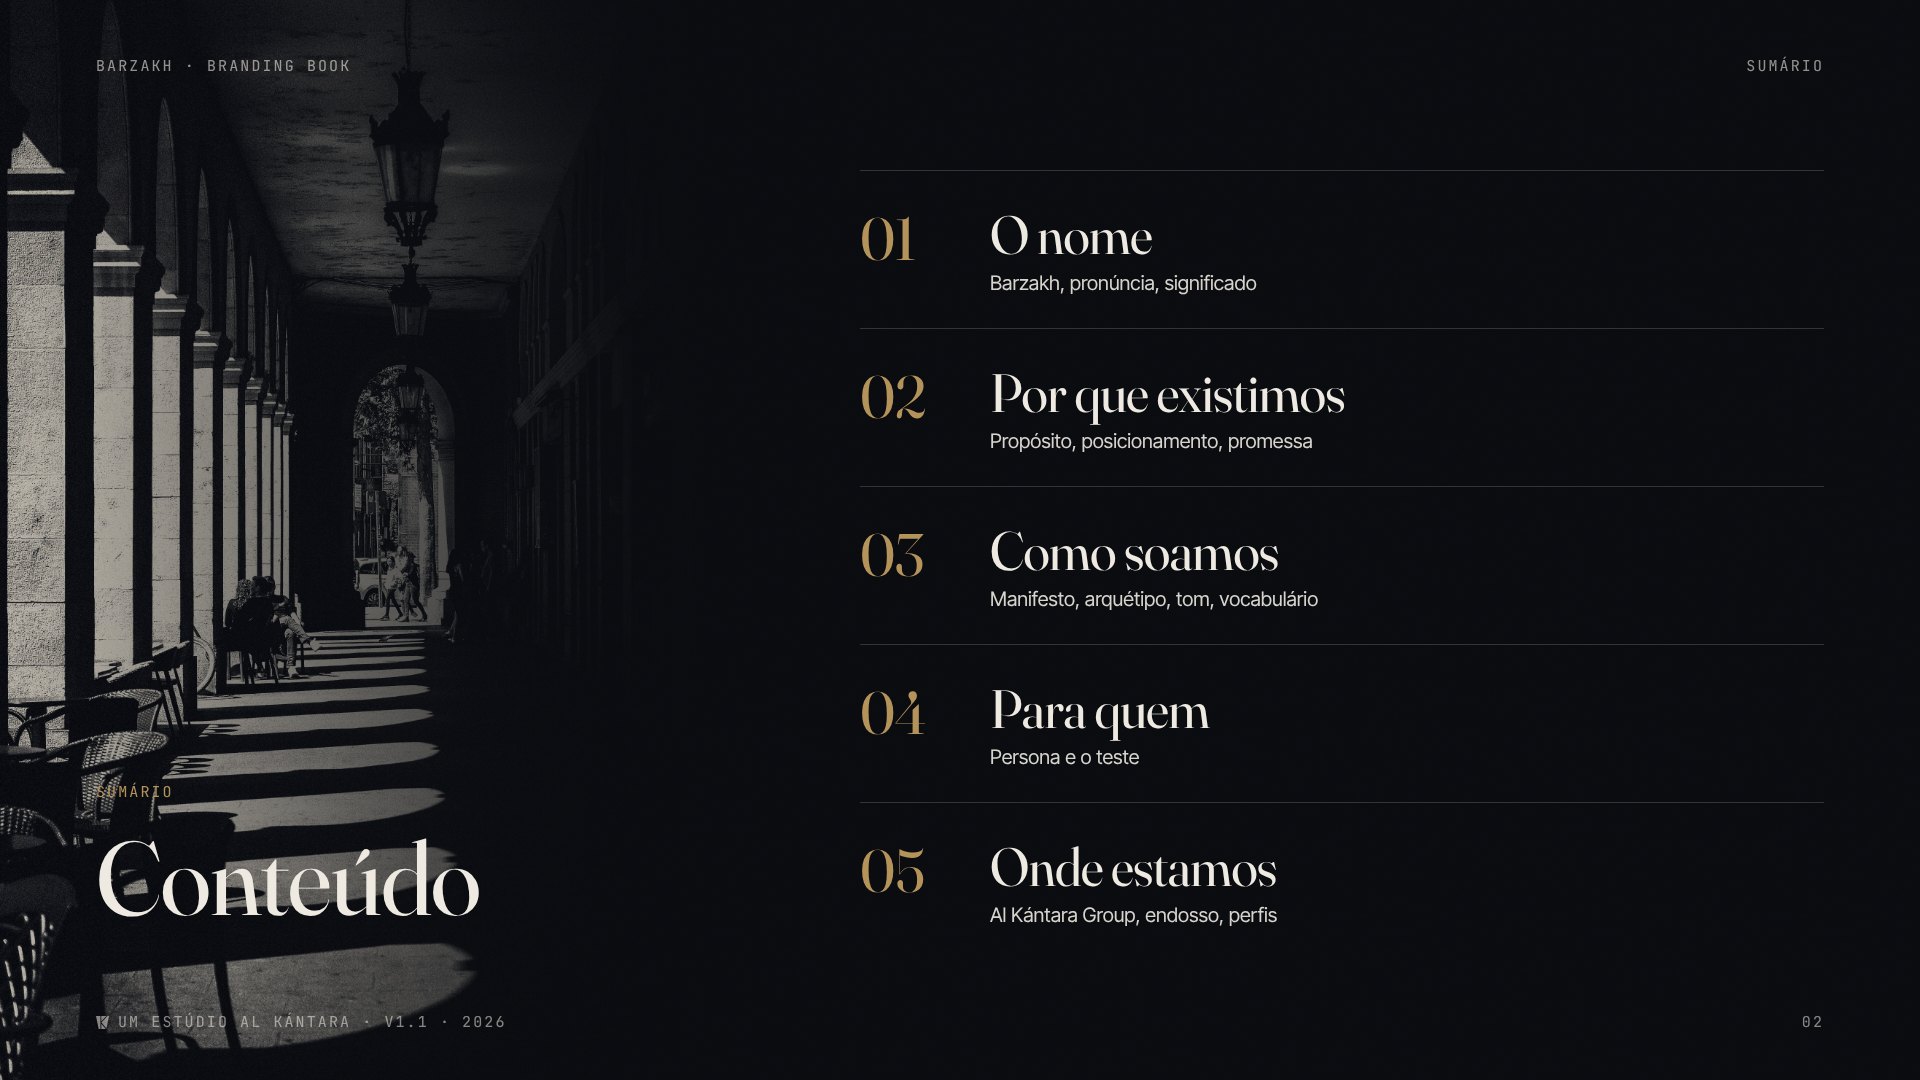 BARZAKH · BRANDING BOOK
SUMÁRIO
01
O nome
Barzakh, pronúncia, significado
02
Por que existimos
Propósito, posicionamento, promessa
03
Como soamos
Manifesto, arquétipo, tom, vocabulário
04
Para quem
Persona e o teste
05
Onde estamos
Al Kántara Group, endosso, perfis
SUMÁRIO
Conteúdo
UM ESTÚDIO AL KÁNTARA · V1.1 · 2026
02